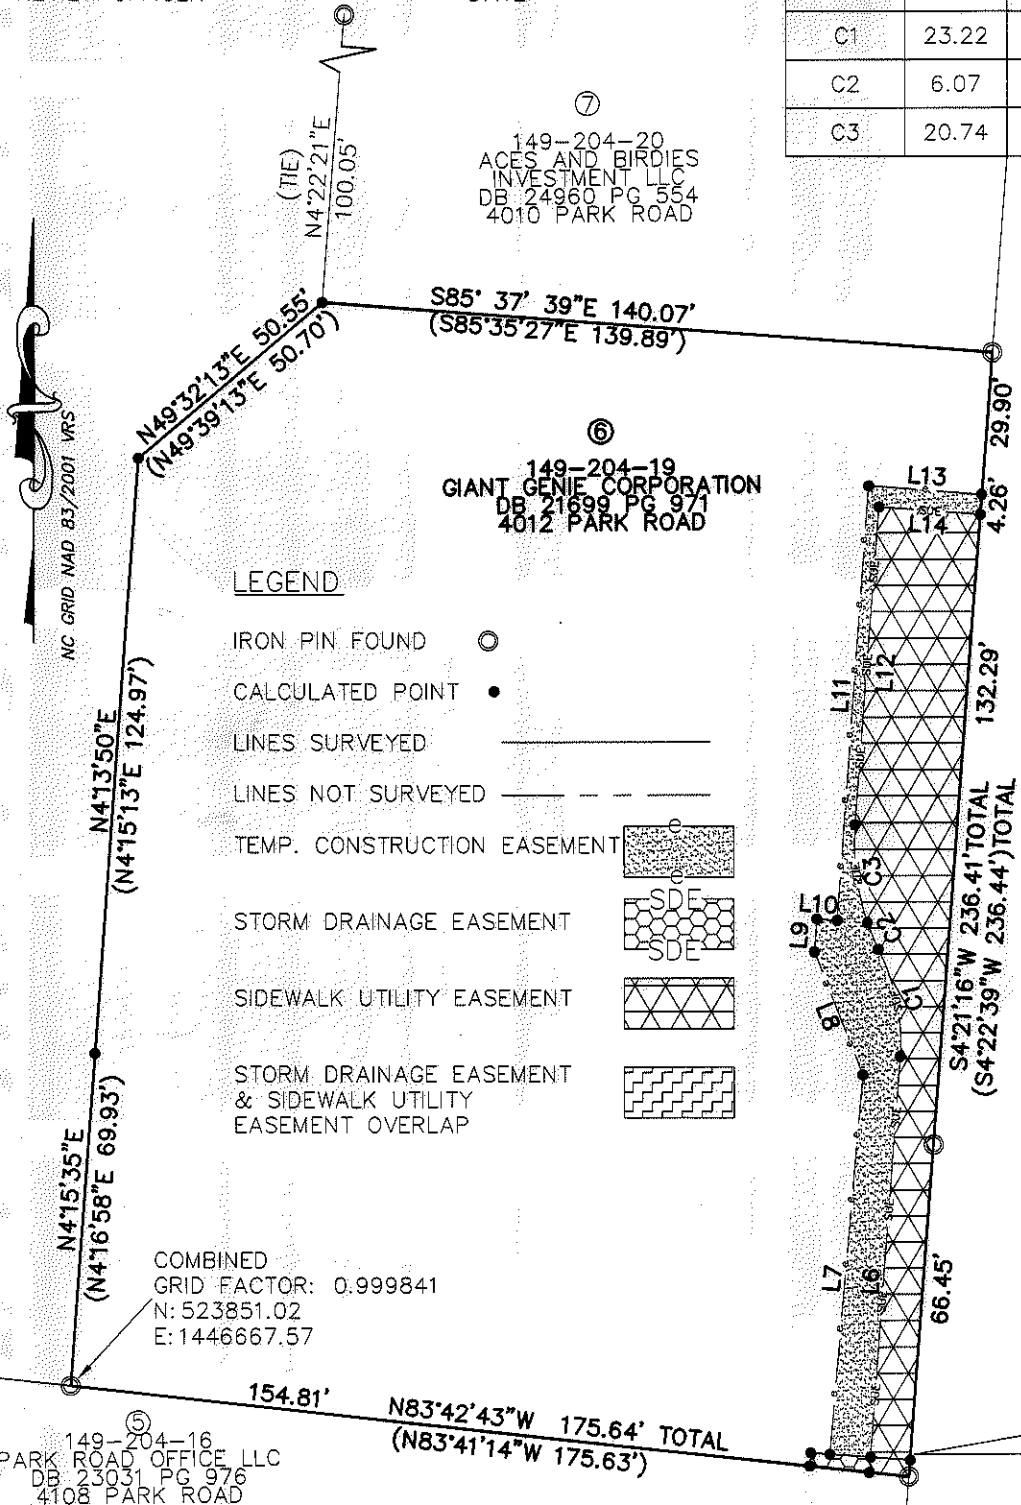 C1 23.22
C2 6.07
C3 20.74
(TIE)
N4°22'21"E
100.05'
7
149-204-20
ACES AND BIRDIES
INVESTMENT LLC
DB 24960 PG 554
4010 PARK ROAD
S85° 37' 39"E 140.07'
(S85°35'27"E 139.89')
N49°32'13"E 50.55'
(N49°39'13"E 50.70')
NC GRID NAD 83/2001 VRS
29.90'
4.26'
6
149-204-19
GIANT GENIE CORPORATION
DB 21699 PG 971
4012 PARK ROAD
L13
SUE
L14
SUE
SUE
L11
L12
132.29'
LEGEND
IRON PIN FOUND
CALCULATED POINT
LINES SURVEYED
LINES NOT SURVEYED
TEMP. CONSTRUCTION EASEMENT
STORM DRAINAGE EASEMENT
SDE
SDE
SIDEWALK UTILITY EASEMENT
STORM DRAINAGE EASEMENT
& SIDEWALK UTILITY
EASEMENT OVERLAP
N4°13'50"E
(N4°15'13"E 124.97')
SUE
SUE
C3
L10
C2
L9
L8
C1
S4°21'16"W 236.41'TOTAL
(S4°22'39"W 236.44')TOTAL
N4°15'35"E
(N4°16'58"E 69.93')
SUE
SUE
L7
L6
66.45'
SUE
COMBINED
GRID FACTOR: 0.999841
N: 523851.02
E: 1446667.57
154.81'
N83°42'43"W 175.64' TOTAL
(N83°41'14"W 175.63')
5
149-204-16
PARK ROAD OFFICE LLC
DB 23031 PG 976
4108 PARK ROAD